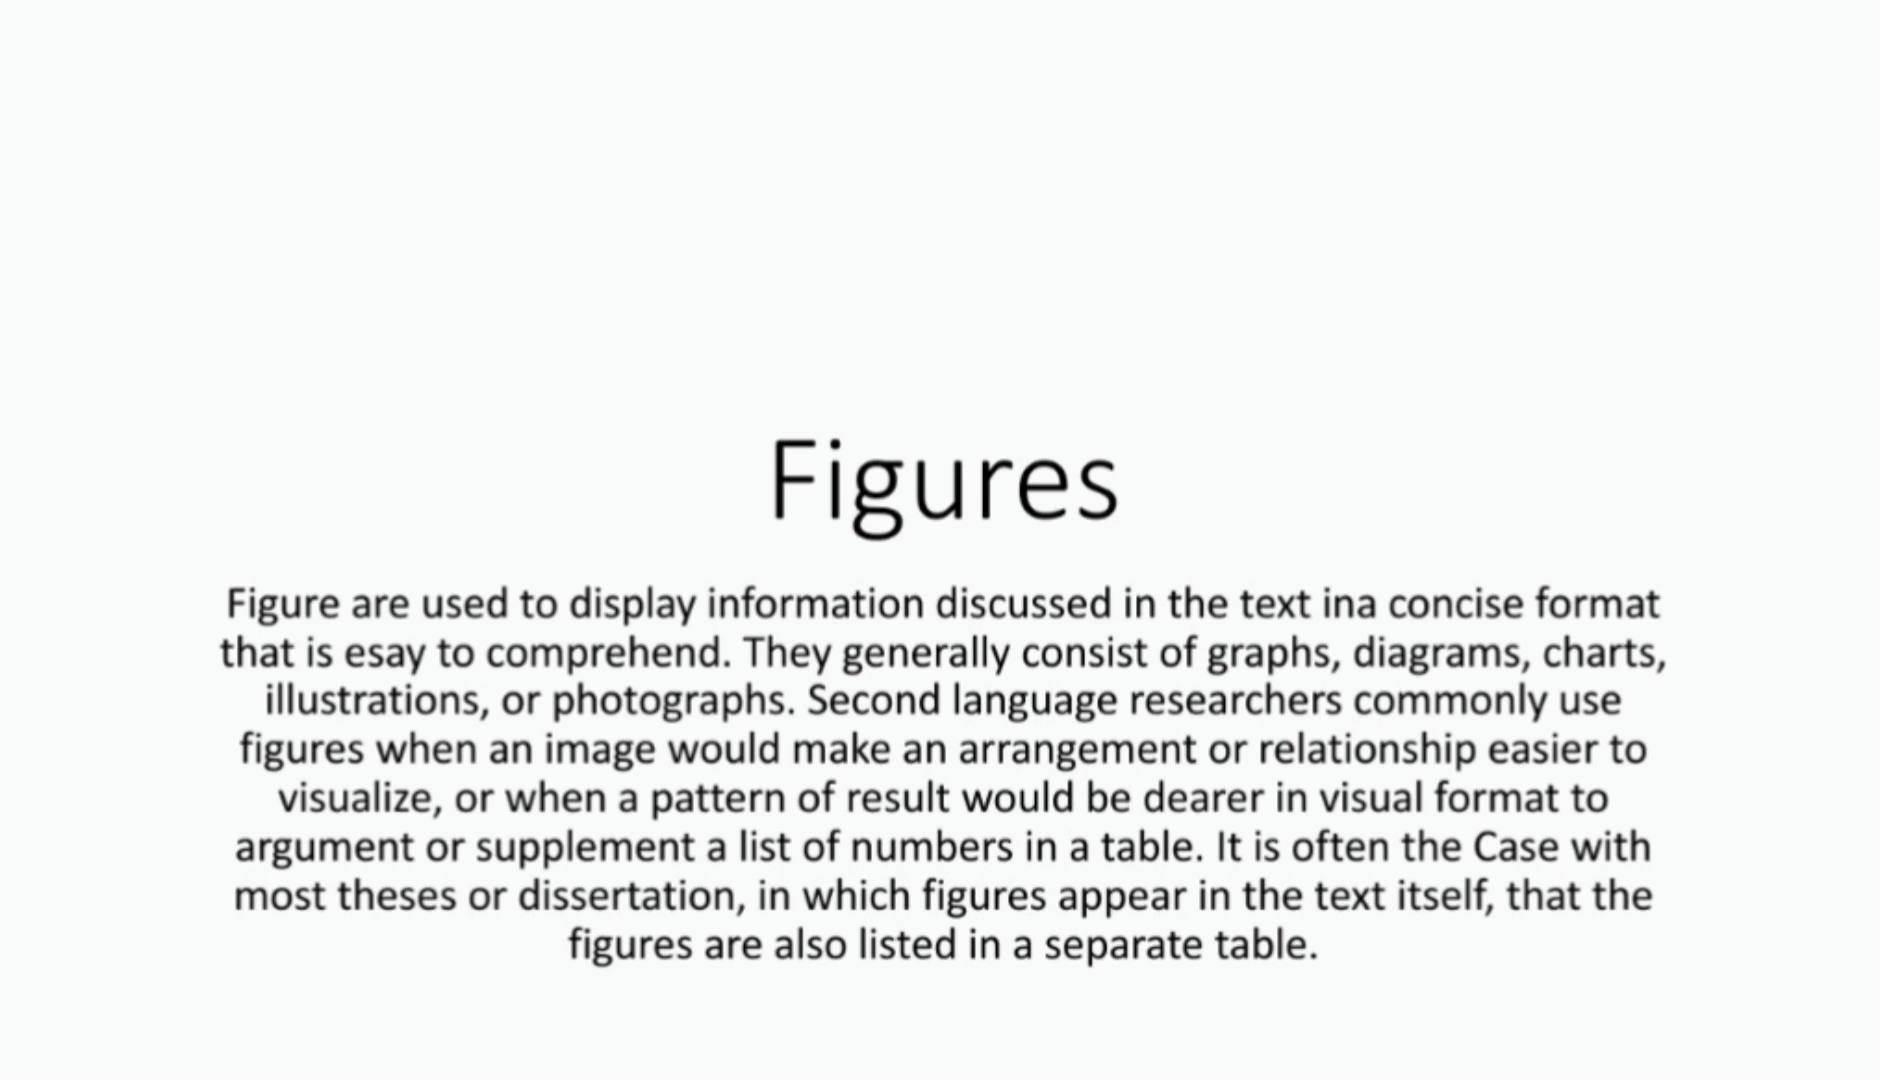 Figures
Figure are used to display information discussed in the text ina concise format
that is esay to comprehend. They generally consist of graphs, diagrams, charts,
illustrations, or photographs. Second language researchers commonly use
figures when an image would make an arrangement or relationship easier to
visualize, or when a pattern of result would be dearer in visual format to
argument or supplement a list of numbers in a table. It is often the Case with
most theses or dissertation, in which figures appear in the text itself, that the
figures are also listed in a separate table.